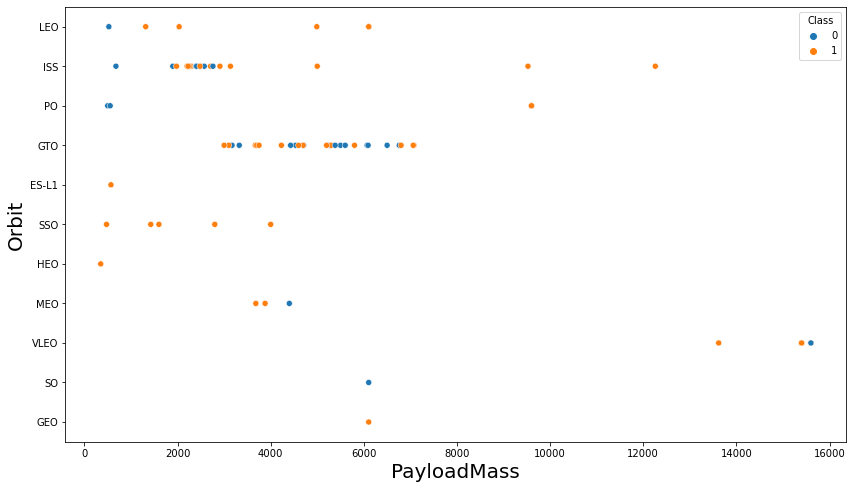 Class
0
1
LEO
ISS
PO
GTO
ES-L1
SSO
HEO
MEO
VLEO
SO
GEO
Orbit
0 2000 4000 6000 8000 10000 12000 14000 16000
PayloadMass